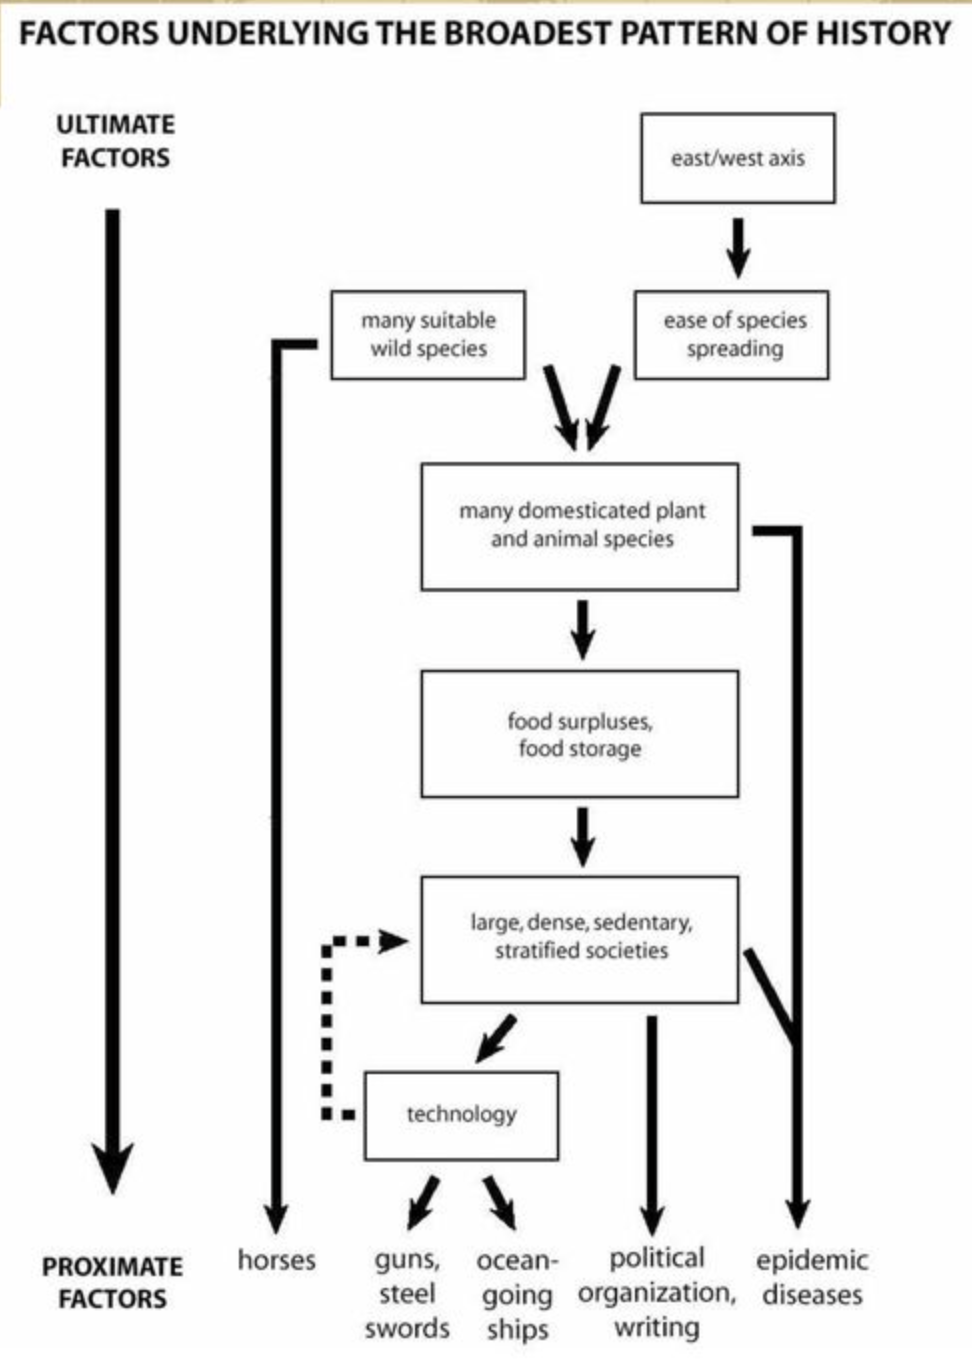 FACTORS UNDERLYING THE BROADEST PATTERN OF HISTORY
ULTIMATE
FACTORS
east/west axis
many suitable
wild species
ease of species
spreading
many domesticated plant
and animal species
food surpluses,
food storage
large, dense, sedentary,
stratified societies
technology
PROXIMATE
FACTORS
horses
guns,
steel
swords
ocean-
going
ships
political
organization,
writing
epidemic
diseases